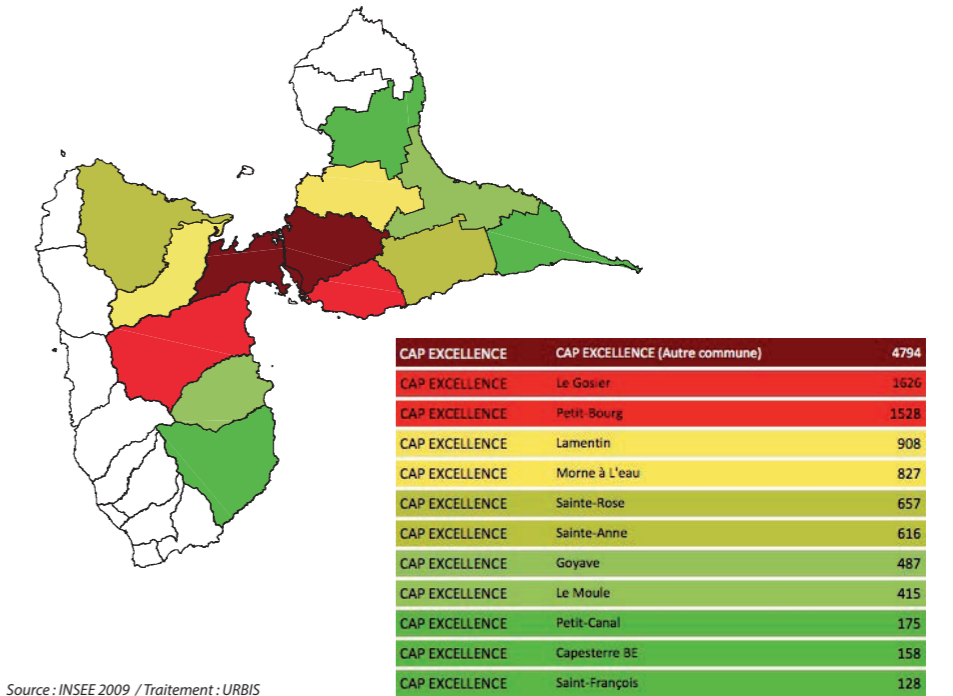 CAP EXCELLENCE CAP EXCELLENCE (Autre commune) 4794
CAP EXCELLENCE Le Gosier 1626
CAP EXCELLENCE Petit-Bourg 1528
CAP EXCELLENCE Lamentin 908
CAP EXCELLENCE Morne à L'eau 827
CAP EXCELLENCE Sainte-Rose 657
CAP EXCELLENCE Sainte-Anne 616
CAP EXCELLENCE Goyave 487
CAP EXCELLENCE Le Moule 415
CAP EXCELLENCE Petit-Canal 175
CAP EXCELLENCE Capesterre BE 158
CAP EXCELLENCE Saint-François 128
Source : INSEE 2009 / Traitement : URBIS